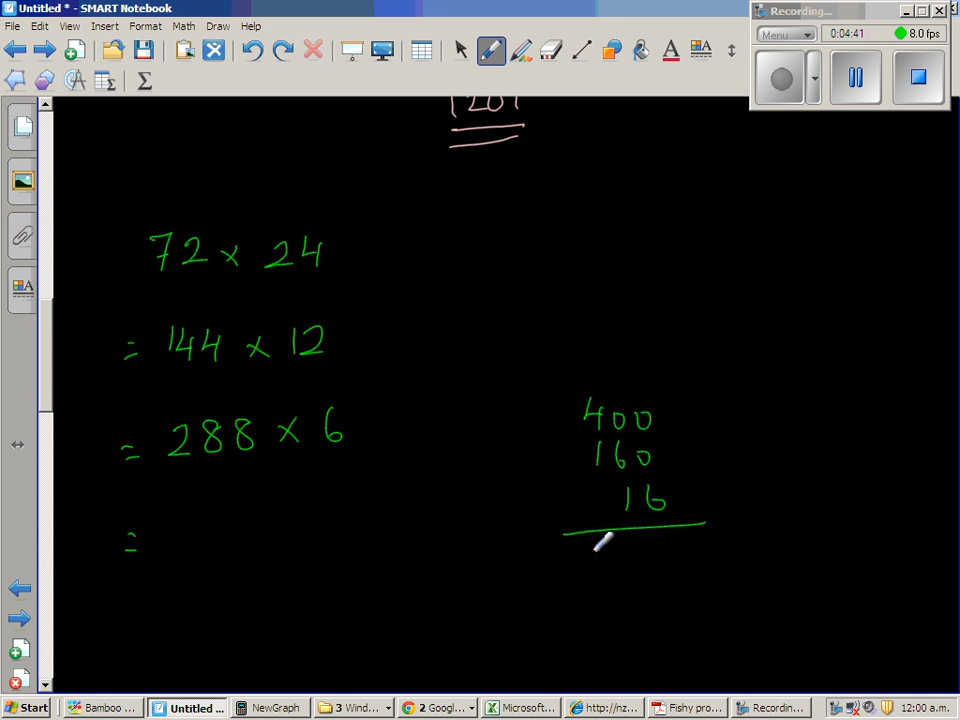 Untitled * - SMART Notebook
File Edit View Insert Format Math Draw Help
Recording...
Menu
0:04:41
8.0 fps
1201
72 × 24
= 144 × 12
= 288 × 6
=
400
160
16
Start
Bamboo ...
Untitled ...
NewGraph
3 Wind...
2 Googl...
Microsoft...
http://nz...
Fishy pro...
Recording...
12:00 a.m.